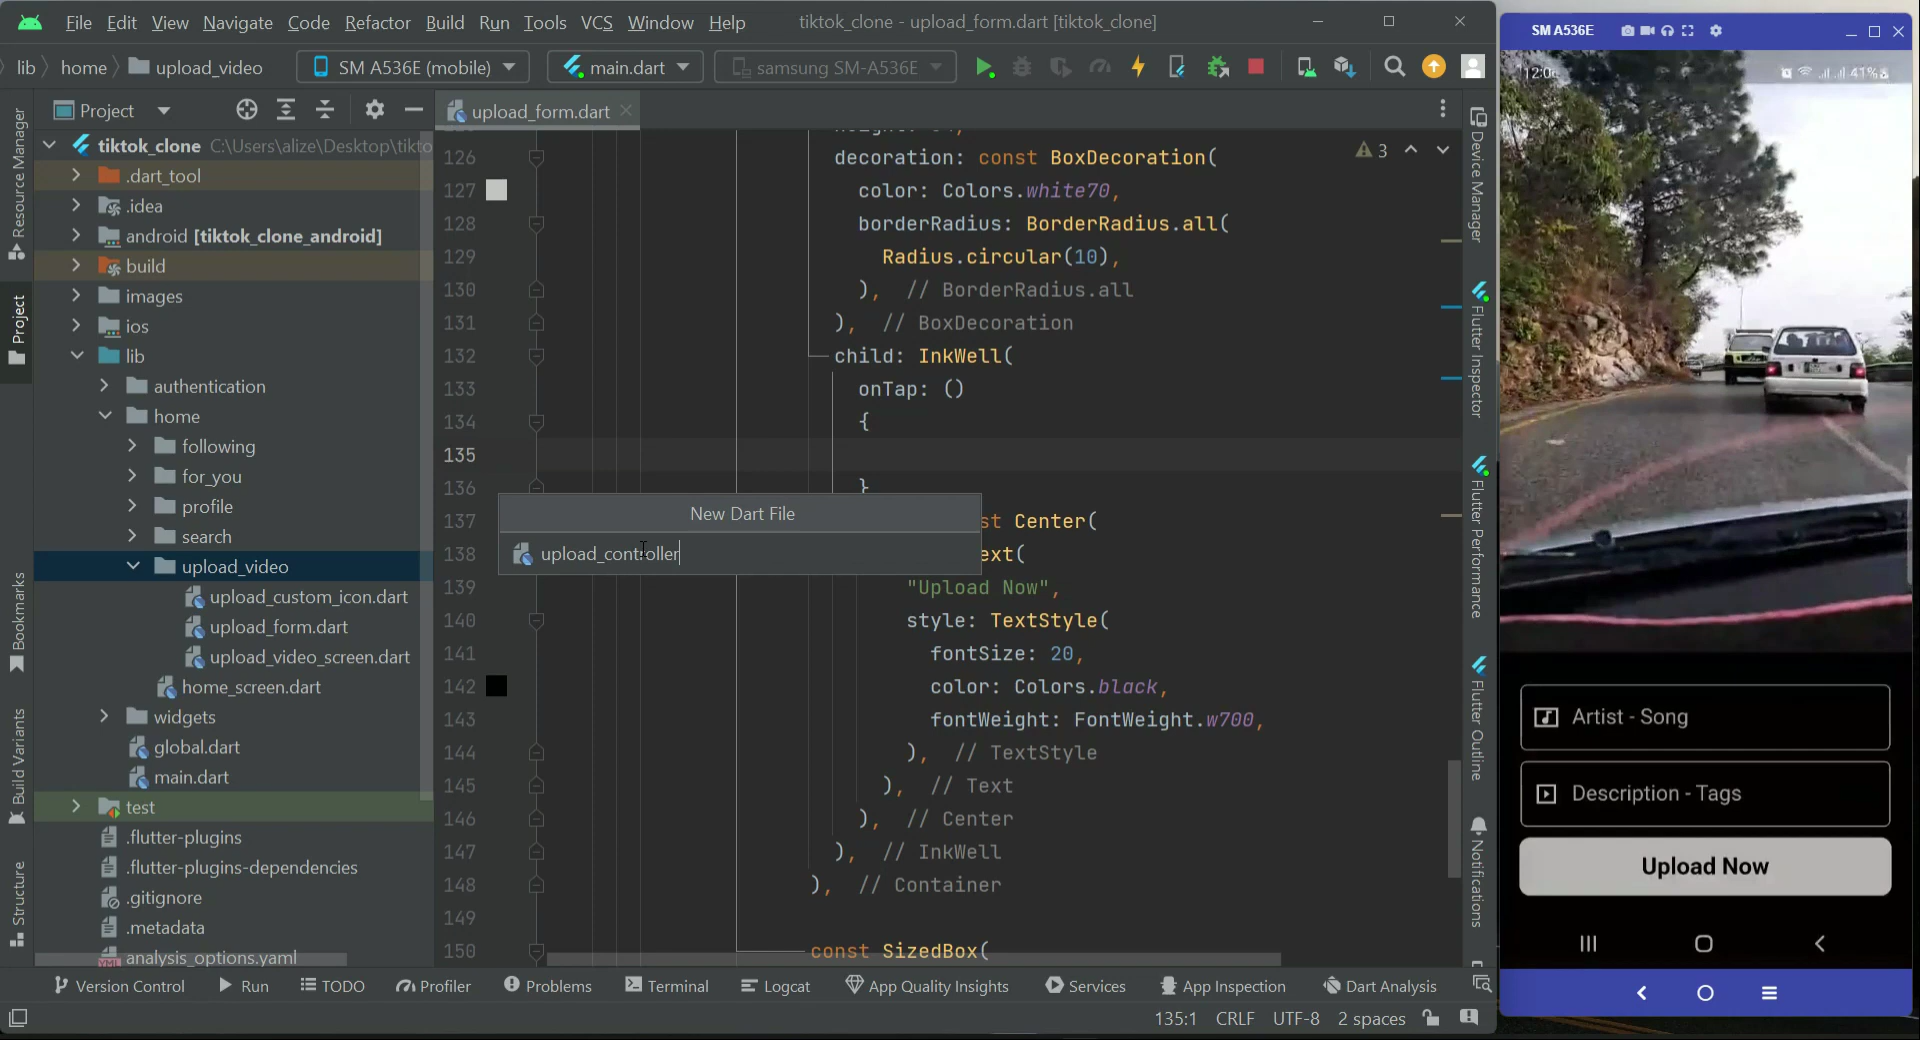 File Edit View Navigate Code Refactor Build Run Tools VCS Window Help tiktok_clone - upload_form.dart [tiktok_clone]
lib home upload_video SM A536E (mobile) main.dart samsung SM-A536E
Project upload_form.dart
tiktok_clone C:\Users\alize\Desktop\tikto
.dart_tool
.idea
android [tiktok_clone_android]
build
images
ios
lib
authentication
home
following
for_you
profile
search
upload_video
upload_custom_icon.dart
upload_form.dart
upload_video_screen.dart
home_screen.dart
widgets
global.dart
main.dart
test
.flutter-plugins
.flutter-plugins-dependencies
.gitignore
.metadata
analysis_options.yaml
126 decoration: const BoxDecoration(
127 color: Colors.white70,
128 borderRadius: BorderRadius.all(
129 Radius.circular(10),
130 ), // BorderRadius.all
131 ), // BoxDecoration
132 child: InkWell(
133 onTap: ()
134 {
135
136 }
137 st Center(
138 ext(
139 "Upload Now",
140 style: TextStyle(
141 fontSize: 20,
142 color: Colors.black,
143 fontWeight: FontWeight.w700,
144 ), // TextStyle
145 ), // Text
146 ), // Center
147 ), // InkWell
148 ), // Container
149
150 const SizedBox(
3
New Dart File
upload_controller
Resource Manager
Project
Bookmarks
Build Variants
Structure
Device Manager
Flutter Inspector
Flutter Performance
Flutter Outline
Notifications
Version Control Run TODO Profiler Problems Terminal Logcat App Quality Insights Services App Inspection Dart Analysis
135:1 CRLF UTF-8 2 spaces
SM A536E
41%
Artist - Song
Description - Tags
Upload Now